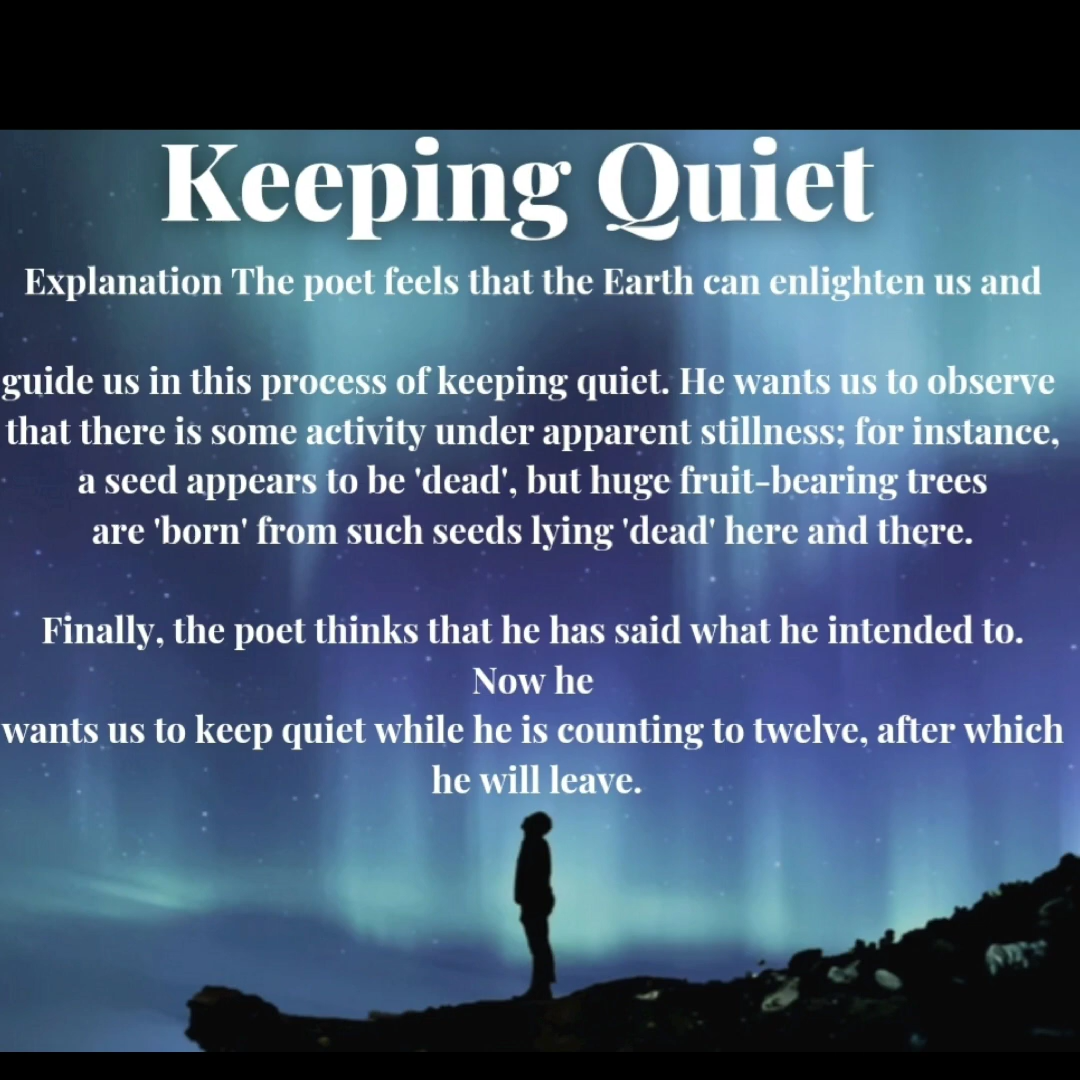 Keeping Quiet
Explanation The poet feels that the Earth can enlighten us and
guide us in this process of keeping quiet. He wants us to observe
that there is some activity under apparent stillness; for instance,
a seed appears to be 'dead', but huge fruit-bearing trees
are 'born' from such seeds lying 'dead' here and there.
Finally, the poet thinks that he has said what he intended to.
Now he
wants us to keep quiet while he is counting to twelve, after which
he will leave.